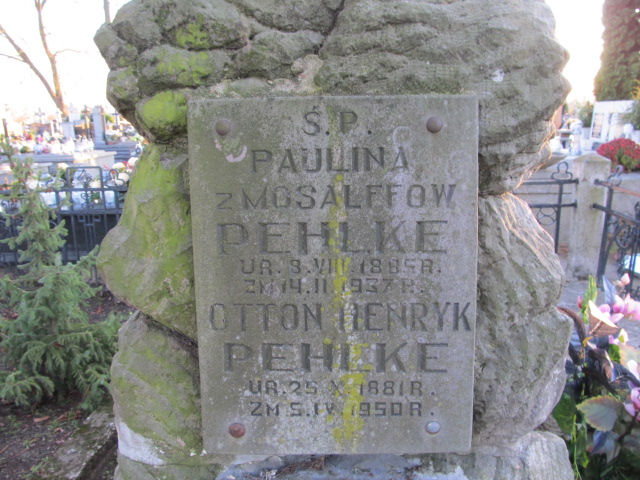 Ś.P.
PAULINA
Z MOSALFFÓW
PEHLKE
UR. 3. VIII 1885 R.
ZM 14. II. 1937 R.
OTTON HENRYK
PEHLKE
UR. 25 X 1881 R.
ZM 5. IV. 1950 R.